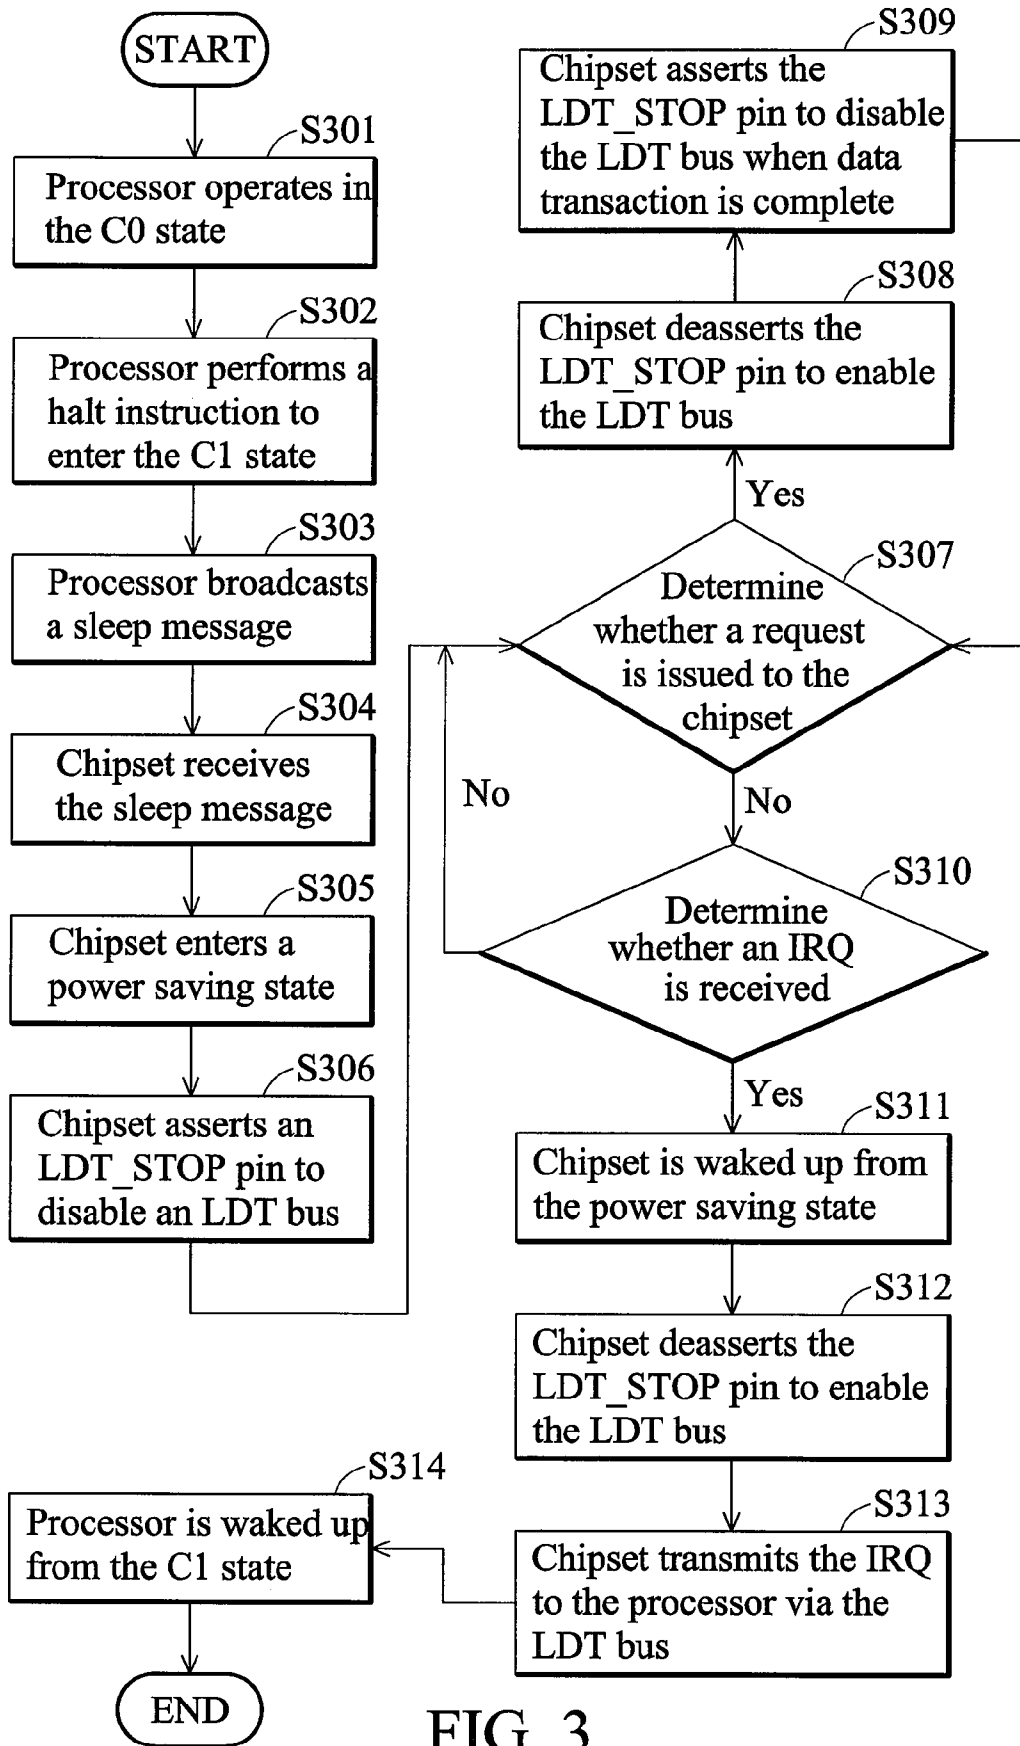 START
S301
Processor operates in
the C0 state
S302
Processor performs a
halt instruction to
enter the C1 state
S303
Processor broadcasts
a sleep message
S304
Chipset receives
the sleep message
S305
Chipset enters a
power saving state
S306
Chipset asserts an
LDT_STOP pin to
disable an LDT bus
S309
Chipset asserts the
LDT_STOP pin to disable
the LDT bus when data
transaction is complete
S308
Chipset deasserts the
LDT_STOP pin to enable
the LDT bus
Yes
S307
Determine
whether a request
is issued to the
chipset
No
No
S310
Determine
whether an IRQ
is received
Yes
S311
Chipset is waked up from
the power saving state
S312
Chipset deasserts the
LDT_STOP pin to enable
the LDT bus
S313
Chipset transmits the IRQ
to the processor via the
LDT bus
S314
Processor is waked up
from the C1 state
END
FIG. 3